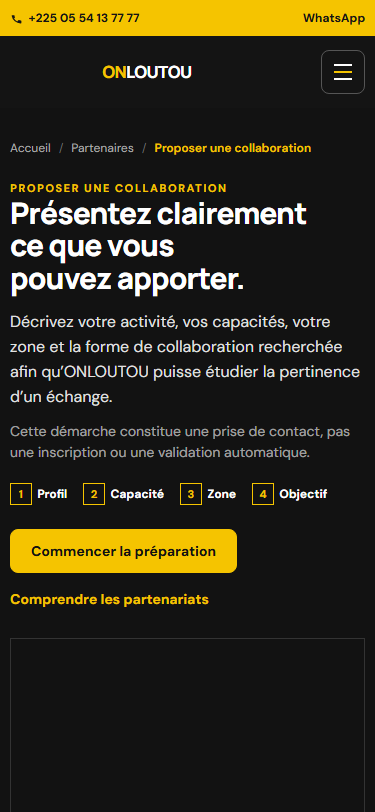 +225 05 54 13 77 77 WhatsApp
ONLOUTOU
Accueil / Partenaires / Proposer une collaboration
PROPOSER UNE COLLABORATION
Présentez clairement
ce que vous
pouvez apporter.
Décrivez votre activité, vos capacités, votre
zone et la forme de collaboration recherchée
afin qu’ONLOUTOU puisse étudier la pertinence
d’un échange.
Cette démarche constitue une prise de contact, pas
une inscription ou une validation automatique.
1 Profil 2 Capacité 3 Zone 4 Objectif
Commencer la préparation
Comprendre les partenariats